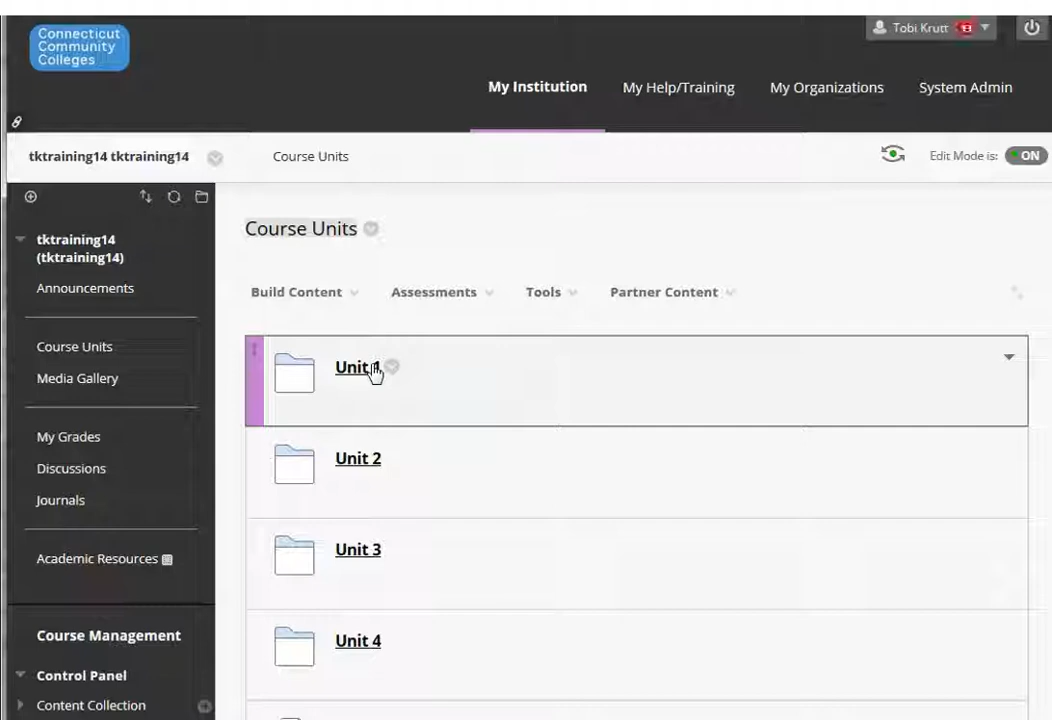 Connecticut
Community
Colleges
Tobi Krutt
My Institution
My Help/Training
My Organizations
System Admin
tktraining14 tktraining14
Course Units
Edit Mode is:
ON
tktraining14
(tktraining14)
Announcements
Course Units
Media Gallery
My Grades
Discussions
Journals
Academic Resources
Course Management
Control Panel
Content Collection
Course Units
Build Content
Assessments
Tools
Partner Content
Unit 1
Unit 2
Unit 3
Unit 4